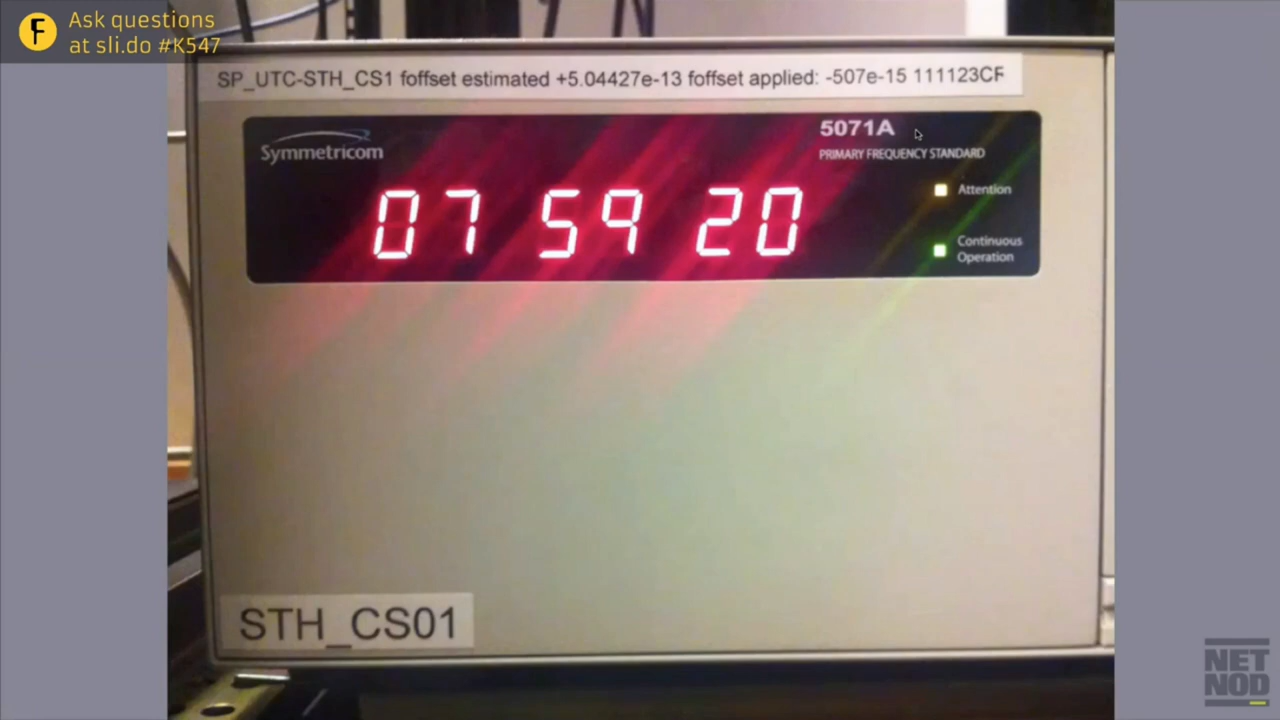 F
Ask questions
at sli.do #K547
SP_UTC-STH_CS1 foffset estimated +5.04427e-13 foffset applied: -507e-15 111123CF
Symmetricom
5071A
PRIMARY FREQUENCY STANDARD
07 59 20
Attention
Continuous
Operation
STH_CS01
NET
NOD